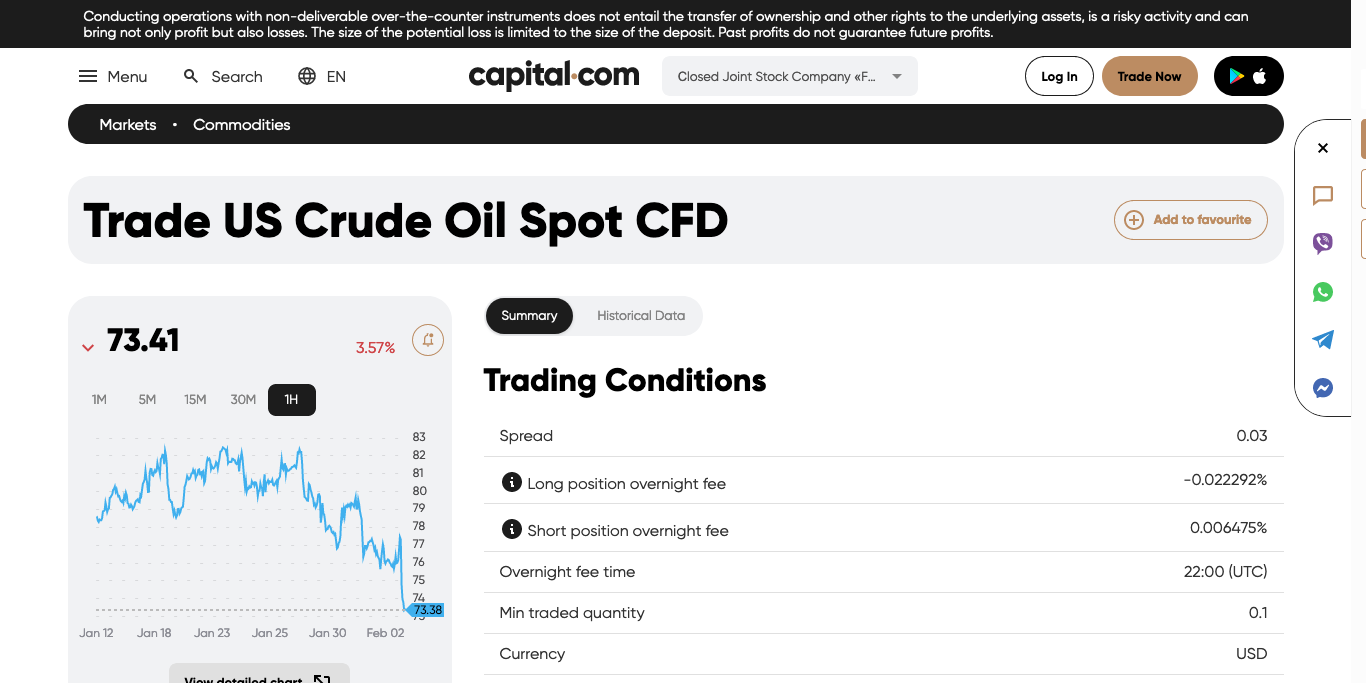 Conducting operations with non-deliverable over-the-counter instruments does not entail the transfer of ownership and other rights to the underlying assets, is a risky activity and can
bring not only profit but also losses. The size of the potential loss is limited to the size of the deposit. Past profits do not guarantee future profits.
Menu Search EN capital.com Closed Joint Stock Company «F... Log In Trade Now
Markets • Commodities
Trade US Crude Oil Spot CFD
Add to favourite
73.41 3.57%
1M 5M 15M 30M 1H
83
82
81
80
79
78
77
76
75
74
73.38
Jan 12 Jan 18 Jan 23 Jan 25 Jan 30 Feb 02
View detailed chart
Summary Historical Data
Trading Conditions
Spread 0.03
Long position overnight fee -0.022292%
Short position overnight fee 0.006475%
Overnight fee time 22:00 (UTC)
Min traded quantity 0.1
Currency USD